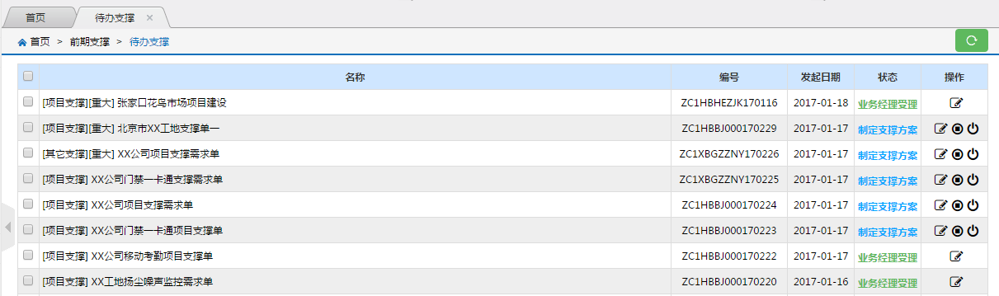 首页 待办支撑 ×
首页 > 前期支撑 > 待办支撑
名称 编号 发起日期 状态 操作
[项目支撑][重大] 张家口花鸟市场项目建设 ZC1HBHEZJK170116 2017-01-18 业务经理受理
[项目支撑][重大] 北京市XX工地支撑单一 ZC1HBBJ000170229 2017-01-17 制定支撑方案
[其它支撑][重大] XX公司项目支撑需求单 ZC1XBGZZNY170226 2017-01-17 制定支撑方案
[项目支撑] XX公司门禁一卡通支撑需求单 ZC1XBGZZNY170225 2017-01-17 制定支撑方案
[项目支撑] XX公司项目支撑需求单 ZC1HBBJ000170224 2017-01-17 制定支撑方案
[项目支撑] XX公司门禁一卡通项目支撑单 ZC1HBBJ000170223 2017-01-17 制定支撑方案
[项目支撑] XX公司移动考勤项目支撑单 ZC1HBBJ000170222 2017-01-17 业务经理受理
[项目支撑] XX工地扬尘噪声监控需求单 ZC1HBBJ000170220 2017-01-16 业务经理受理